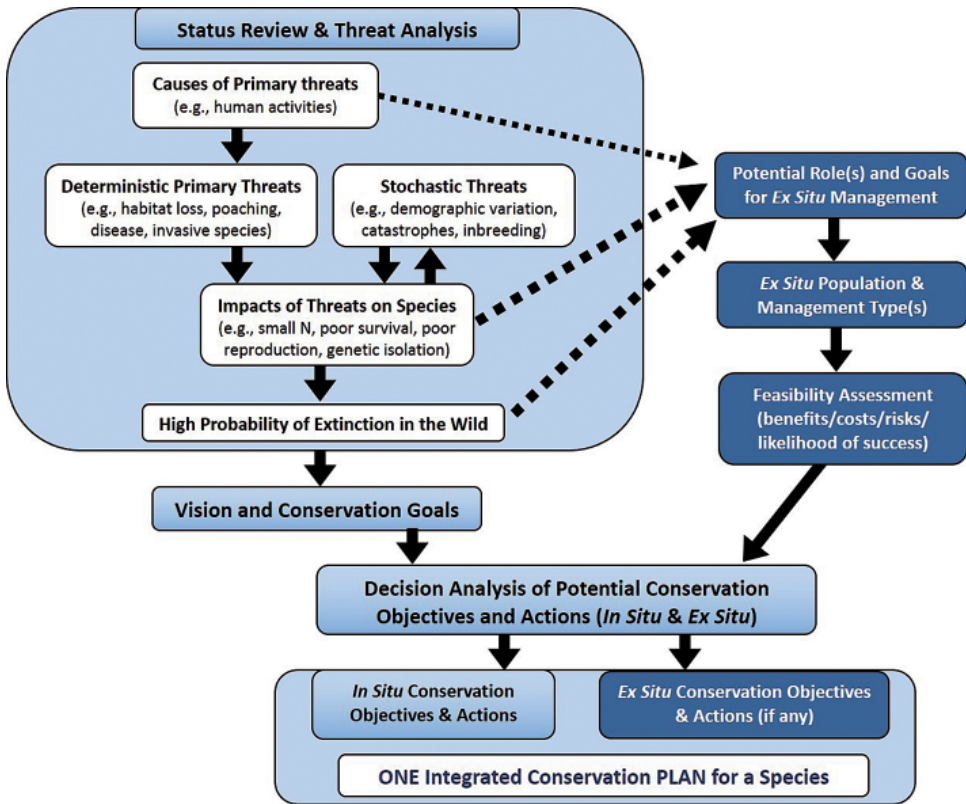 Status Review & Threat Analysis
Causes of Primary threats
(e.g., human activities)
Deterministic Primary Threats
(e.g., habitat loss, poaching,
disease, invasive species)
Stochastic Threats
(e.g., demographic variation,
catastrophes, inbreeding)
Impacts of Threats on Species
(e.g., small N, poor survival, poor
reproduction, genetic isolation)
High Probability of Extinction in the Wild
Potential Role(s) and Goals
for Ex Situ Management
Ex Situ Population &
Management Type(s)
Feasibility Assessment
(benefits/costs/risks/
likelihood of success)
Vision and Conservation Goals
Decision Analysis of Potential Conservation
Objectives and Actions (In Situ & Ex Situ)
In Situ Conservation
Objectives & Actions
Ex Situ Conservation Objectives
& Actions (if any)
ONE Integrated Conservation PLAN for a Species